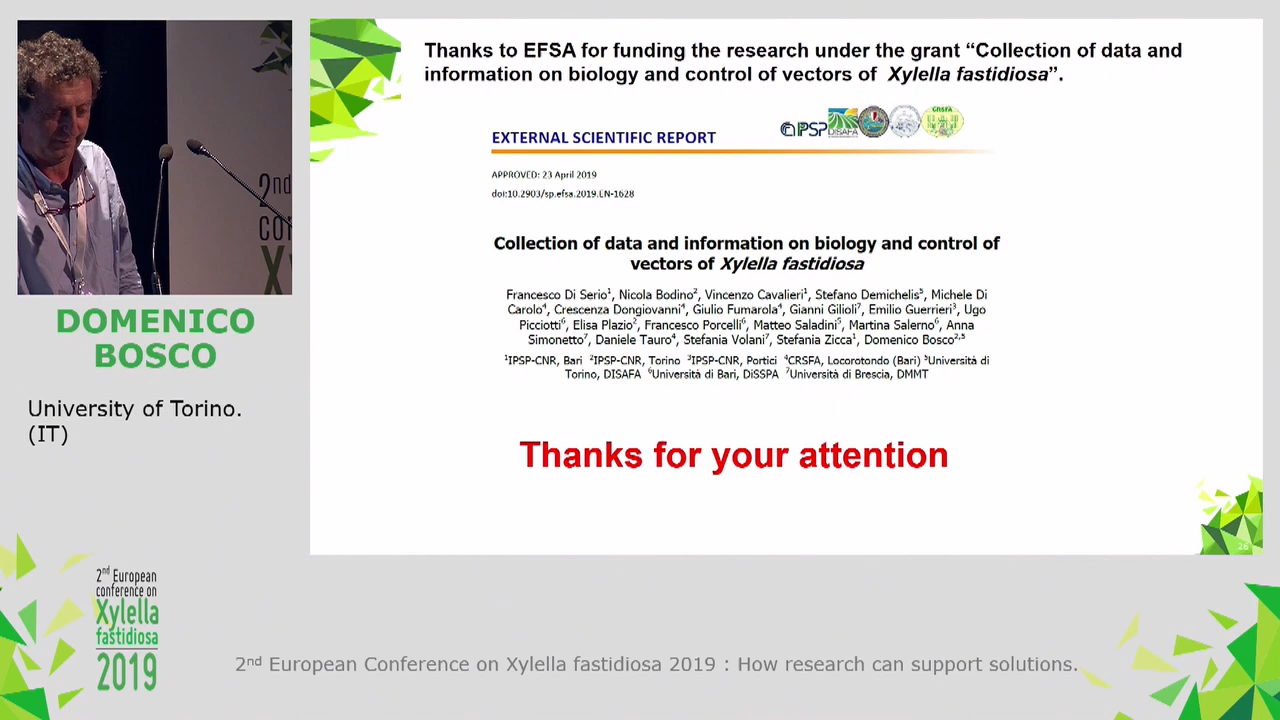 Thanks to EFSA for funding the research under the grant “Collection of data and
information on biology and control of vectors of Xylella fastidiosa”.
IPSP
DISAFA
CRSFA
EXTERNAL SCIENTIFIC REPORT
APPROVED: 23 April 2019
doi:10.2903/sp.efsa.2019.EN-1628
Collection of data and information on biology and control of
vectors of Xylella fastidiosa
Francesco Di Serio1, Nicola Bodino2, Vincenzo Cavalieri1, Stefano Demichelis5, Michele Di
Carolo4, Crescenza Dongiovanni4, Giulio Fumarola4, Gianni Gilioli7, Emilio Guerrieri3, Ugo
Picciotti6, Elisa Plazio2, Francesco Porcelli6, Matteo Saladini5, Martina Salerno6, Anna
Simonetto7, Daniele Tauro4, Stefania Volani7, Stefania Zicca1, Domenico Bosco2,5
1IPSP-CNR, Bari 2IPSP-CNR, Torino 3IPSP-CNR, Portici 4CRSFA, Locorotondo (Bari) 5Università di
Torino, DISAFA 6Università di Bari, DiSSPA 7Università di Brescia, DMMT
Thanks for your attention
26
2nd
CON
X
DOMENICO
BOSCO
University of Torino.
(IT)
2nd European
conference on
Xylella
fastidiosa
2019
2nd European Conference on Xylella fastidiosa 2019 : How research can support solutions.